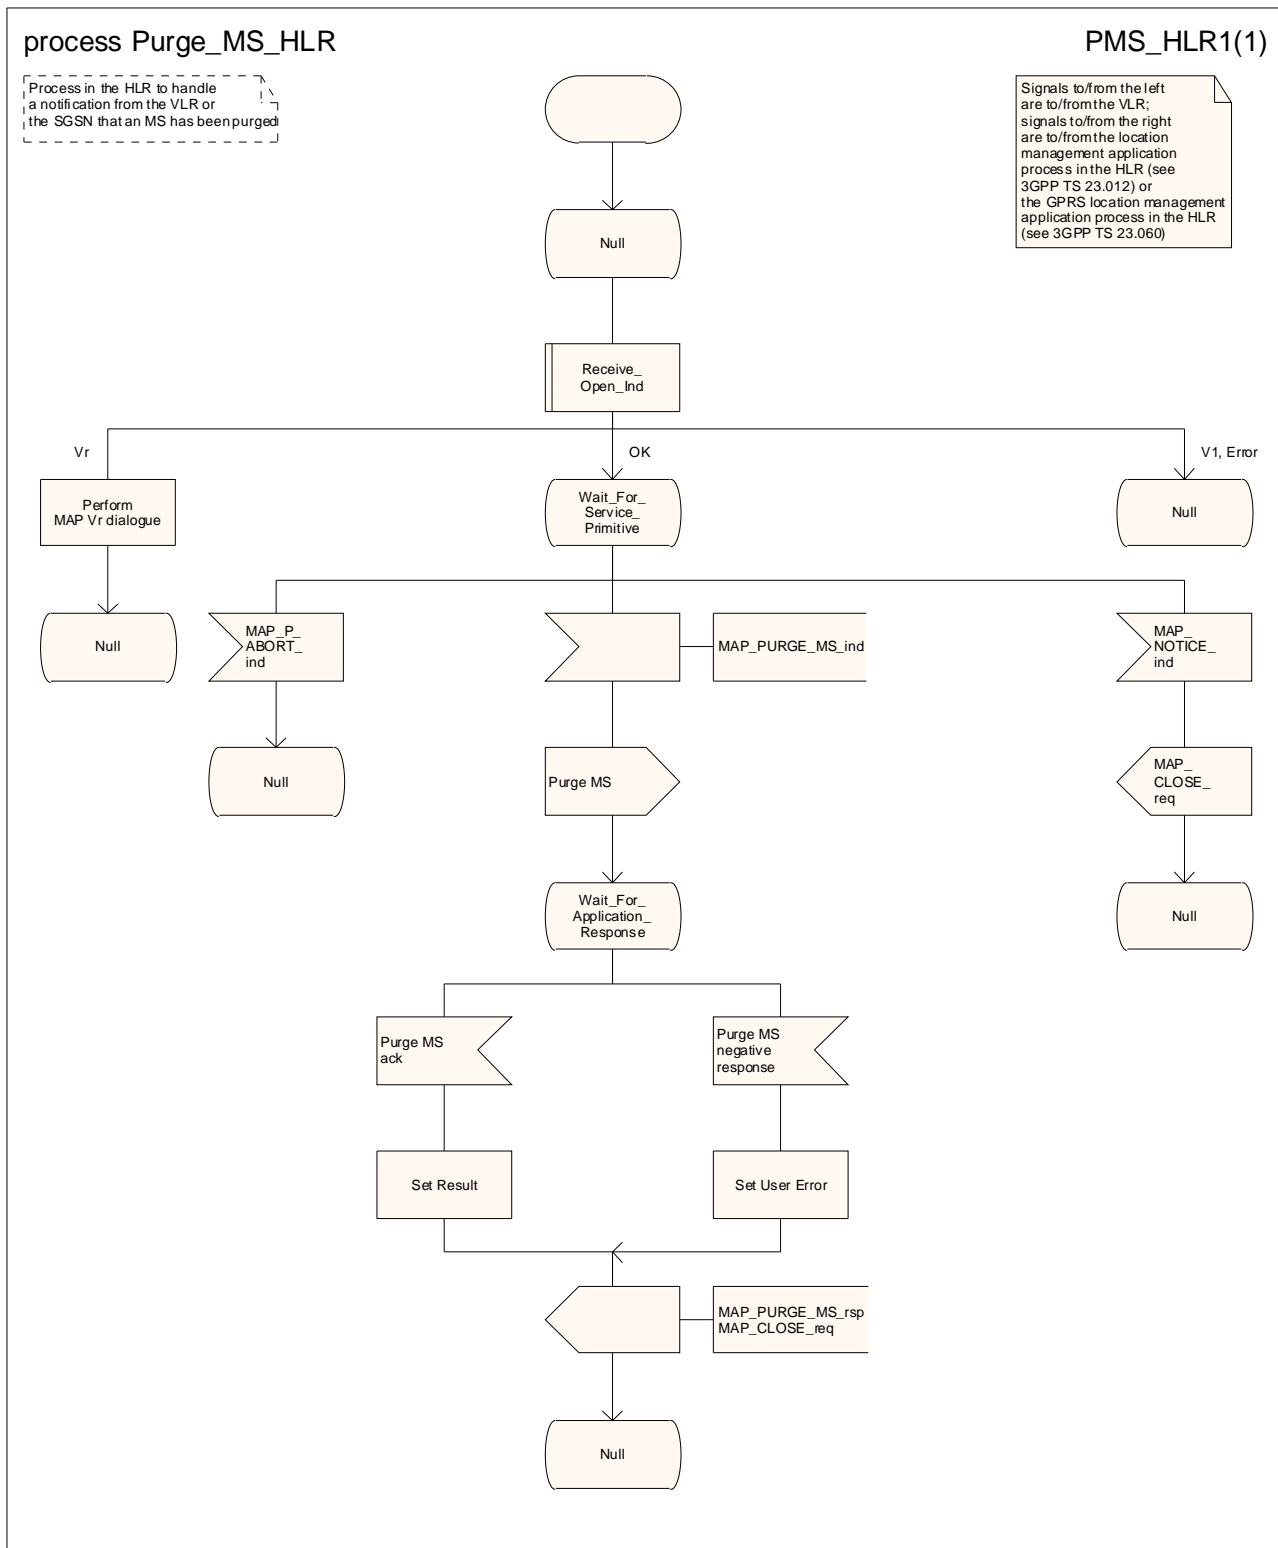 process Purge_MS_HLR
PMS_HLR1(1)
Process in the HLR to handle
a notification from the VLR or
the SGSN that an MS has been purged
Signals to/from the left
are to/from the VLR;
signals to/from the right
are to/from the location
management application
process in the HLR (see
3GPP TS 23.012) or
the GPRS location management
application process in the HLR
(see 3GPP TS 23.060)
Null
Receive_
Open_Ind
Vr
OK
V1, Error
Perform
MAP Vr dialogue
Wait_For_
Service_
Primitive
Null
Null
MAP_P_
ABORT_
ind
MAP_PURGE_MS_ind
MAP_
NOTICE_
ind
Null
Purge MS
MAP_
CLOSE_
req
Wait_For_
Application_
Response
Null
Purge MS
ack
Purge MS
negative
response
Set Result
Set User Error
MAP_PURGE_MS_rsp
MAP_CLOSE_req
Null